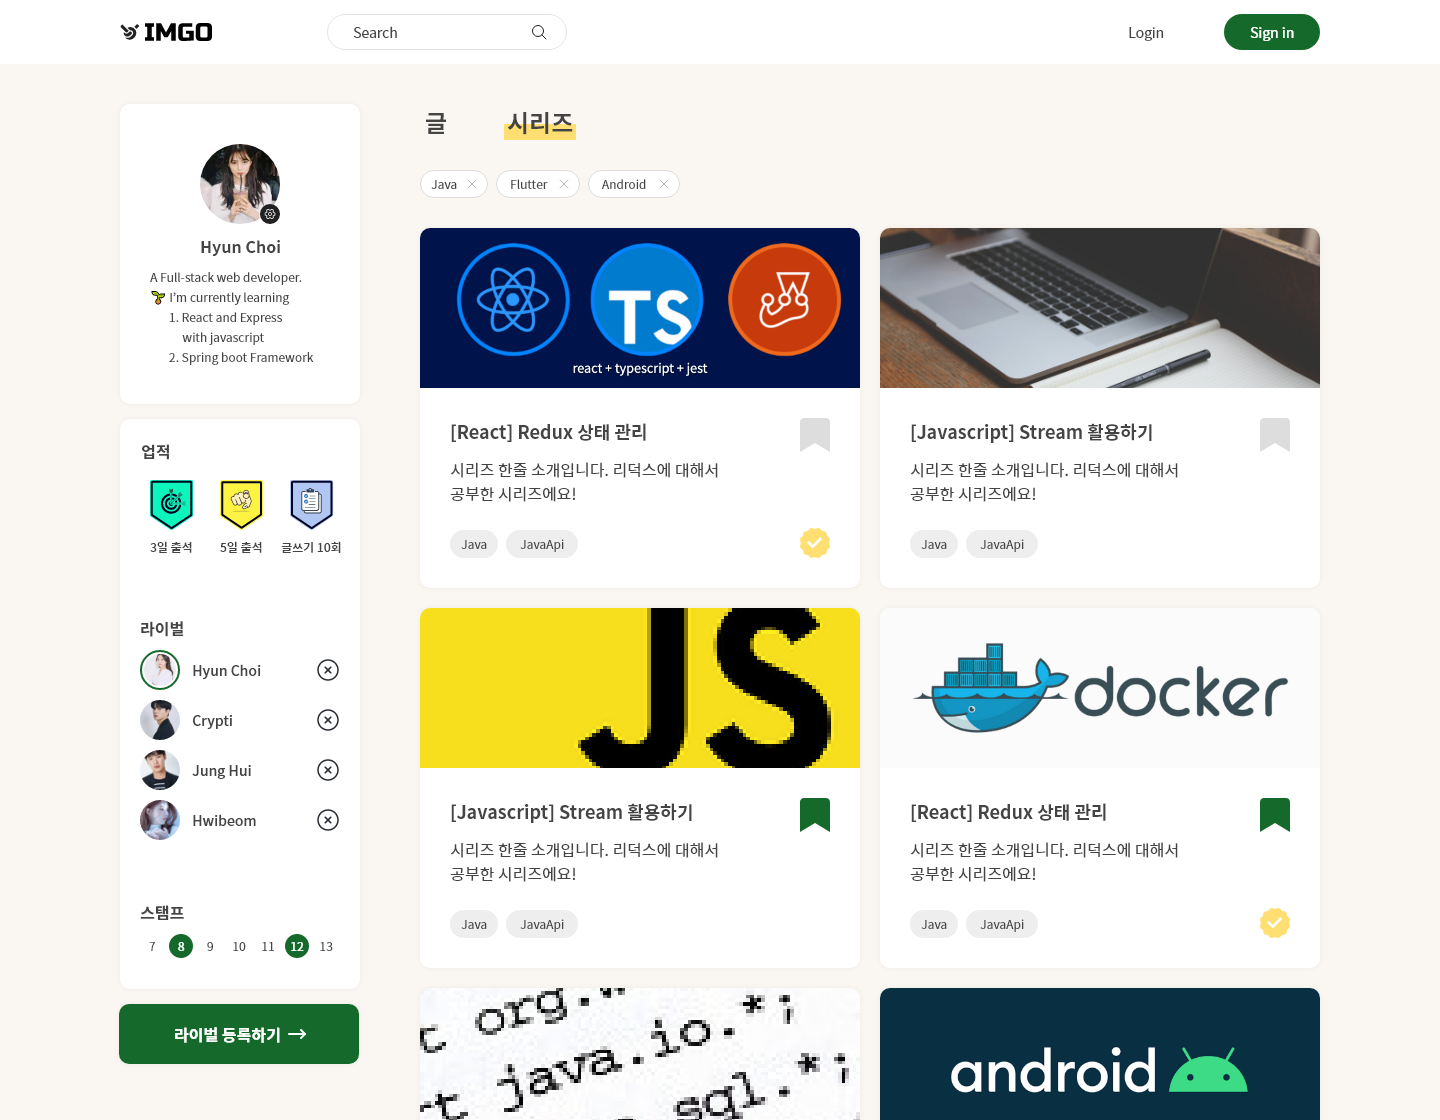 IMGO
Search
Login
Sign in
Hyun Choi
A Full-stack web developer.
I'm currently learning
1. React and Express
with javascript
2. Spring boot Framework
업적
3일 출석
5일 출석
글쓰기 10회
라이벌
Hyun Choi
Crypti
Jung Hui
Hwibeom
스탬프
7 8 9 10 11 12 13
라이벌 등록하기
글
시리즈
Java
Flutter
Android
TS
react + typescript + jest
[React] Redux 상태 관리
시리즈 한줄 소개입니다. 리덕스에 대해서
공부한 시리즈에요!
Java
JavaApi
[Javascript] Stream 활용하기
시리즈 한줄 소개입니다. 리덕스에 대해서
공부한 시리즈에요!
Java
JavaApi
JS
[Javascript] Stream 활용하기
시리즈 한줄 소개입니다. 리덕스에 대해서
공부한 시리즈에요!
Java
JavaApi
docker
[React] Redux 상태 관리
시리즈 한줄 소개입니다. 리덕스에 대해서
공부한 시리즈에요!
Java
JavaApi
t org.*
t java.io.*;
rt sql.*;
android